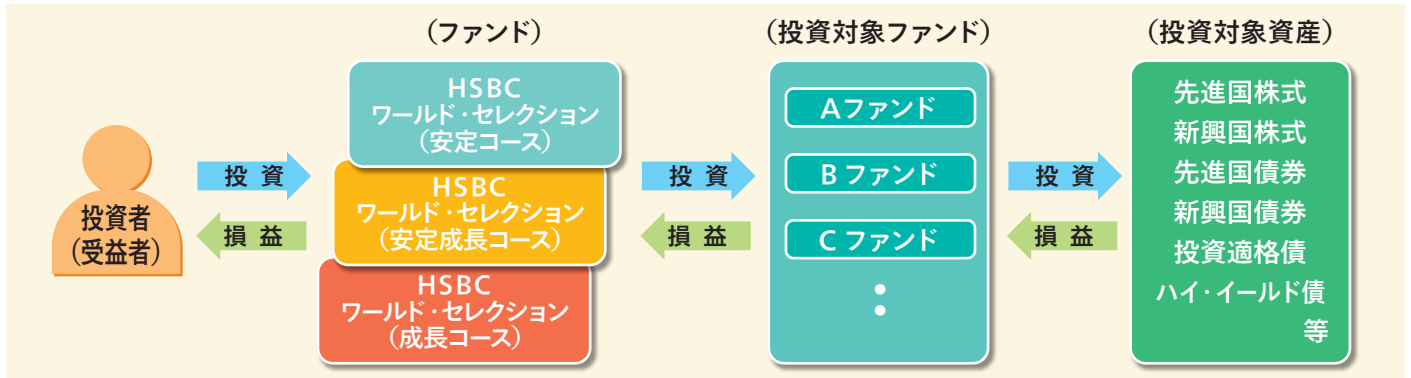 (ファンド)
(投資対象ファンド)
(投資対象資産)
投資者
(受益者)
投資
損益
HSBC
ワールド・セレクション
(安定コース)
HSBC
ワールド・セレクション
(安定成長コース)
HSBC
ワールド・セレクション
(成長コース)
投資
損益
Aファンド
Bファンド
Cファンド
投資
損益
先進国株式
新興国株式
先進国債券
新興国債券
投資適格債
ハイ・イールド債
等